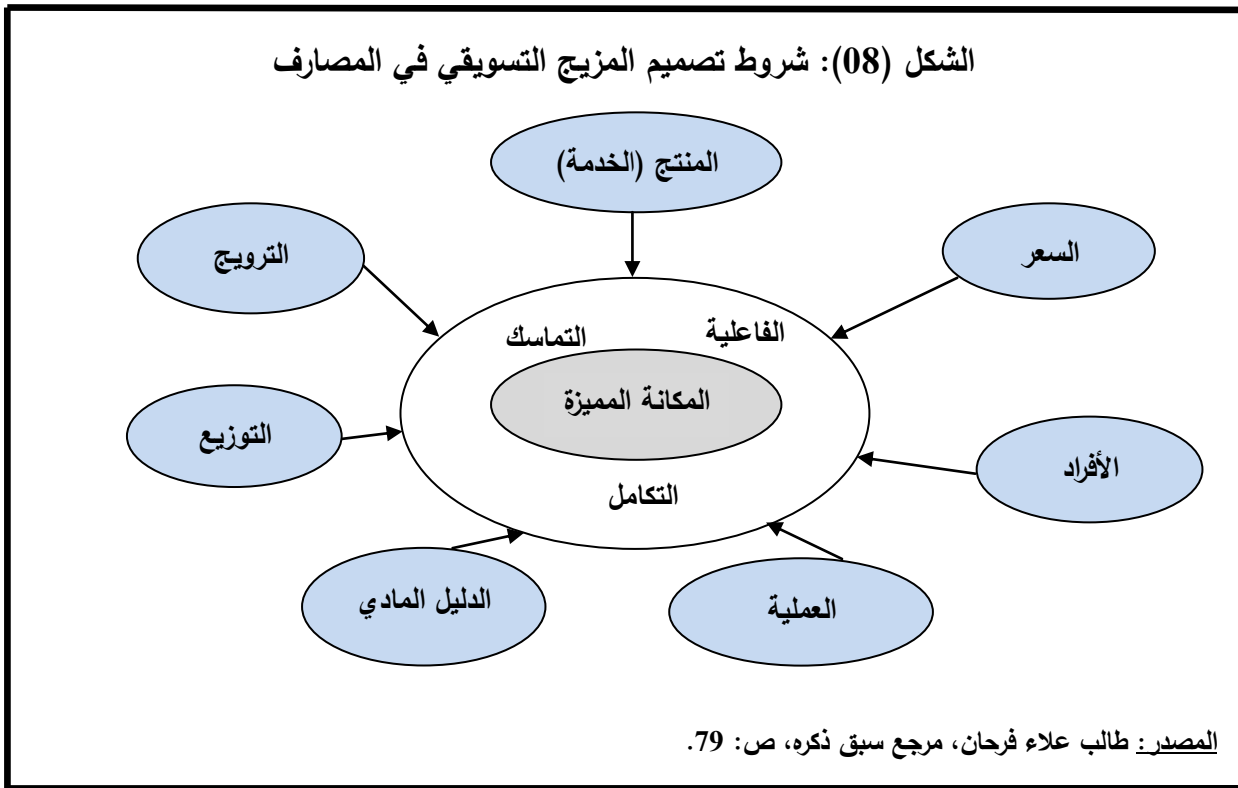 الشكل (08): شروط تصميم المزيج التسويقي في المصارف
المنتج (الخدمة)
السعر
الترويج
الفاعلية
التماسك
المكانة المميزة
التوزيع
الأفراد
التكامل
العملية
الدليل المادي
المصدر: طالب علاء فرحان، مرجع سبق ذكره، ص: 79.